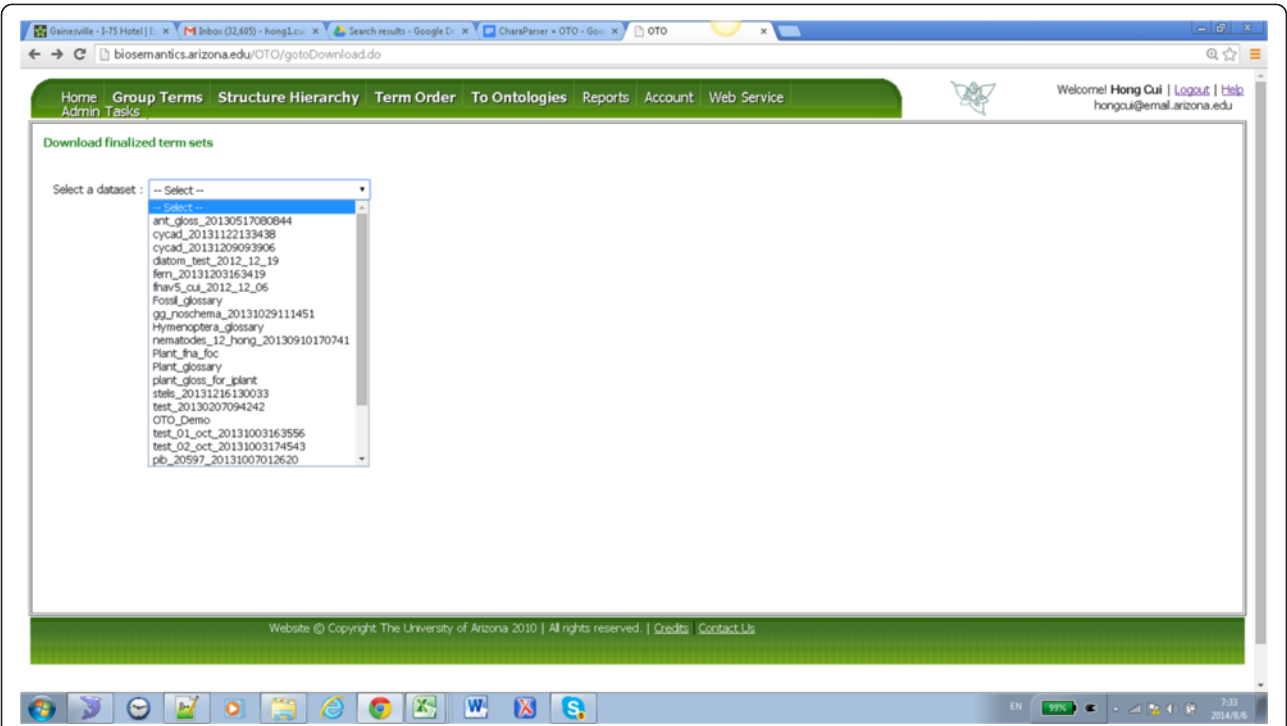 Gainesville - I-75 Hotel | E
Inbox (32,685) - hong1.cui
Search results - Google Dr
CharaParser + OTO - Goo
OTO
biosemantics.arizona.edu/OTO/gotoDownload.do
Home Group Terms Structure Hierarchy Term Order To Ontologies Reports Account Web Service
Admin Tasks
Welcome! Hong Cui | Logout | Help
hongcui@email.arizona.edu
Download finalized term sets
Select a dataset : -- Select --
-- Select --
ant_gloss_20130517080844
cycad_20131122133438
cycad_20131209093906
diatom_test_2012_12_19
fern_20131203163419
fnav5_cui_2012_12_06
Fossil_glossary
gg_noschema_20131029111451
Hymenoptera_glossary
nematodes_12_hong_20130910170741
Plant_fna_foc
Plant_glossary
plant_gloss_for_iplant
stells_20131216130033
test_20130207094242
OTO_Demo
test_01_oct_20131003163556
test_02_oct_20131003174543
pib_20597_20131007012620
Website © Copyright The University of Arizona 2010 | All rights reserved. | Credits | Contact Us
EN
99%
7:33
2014/8/6